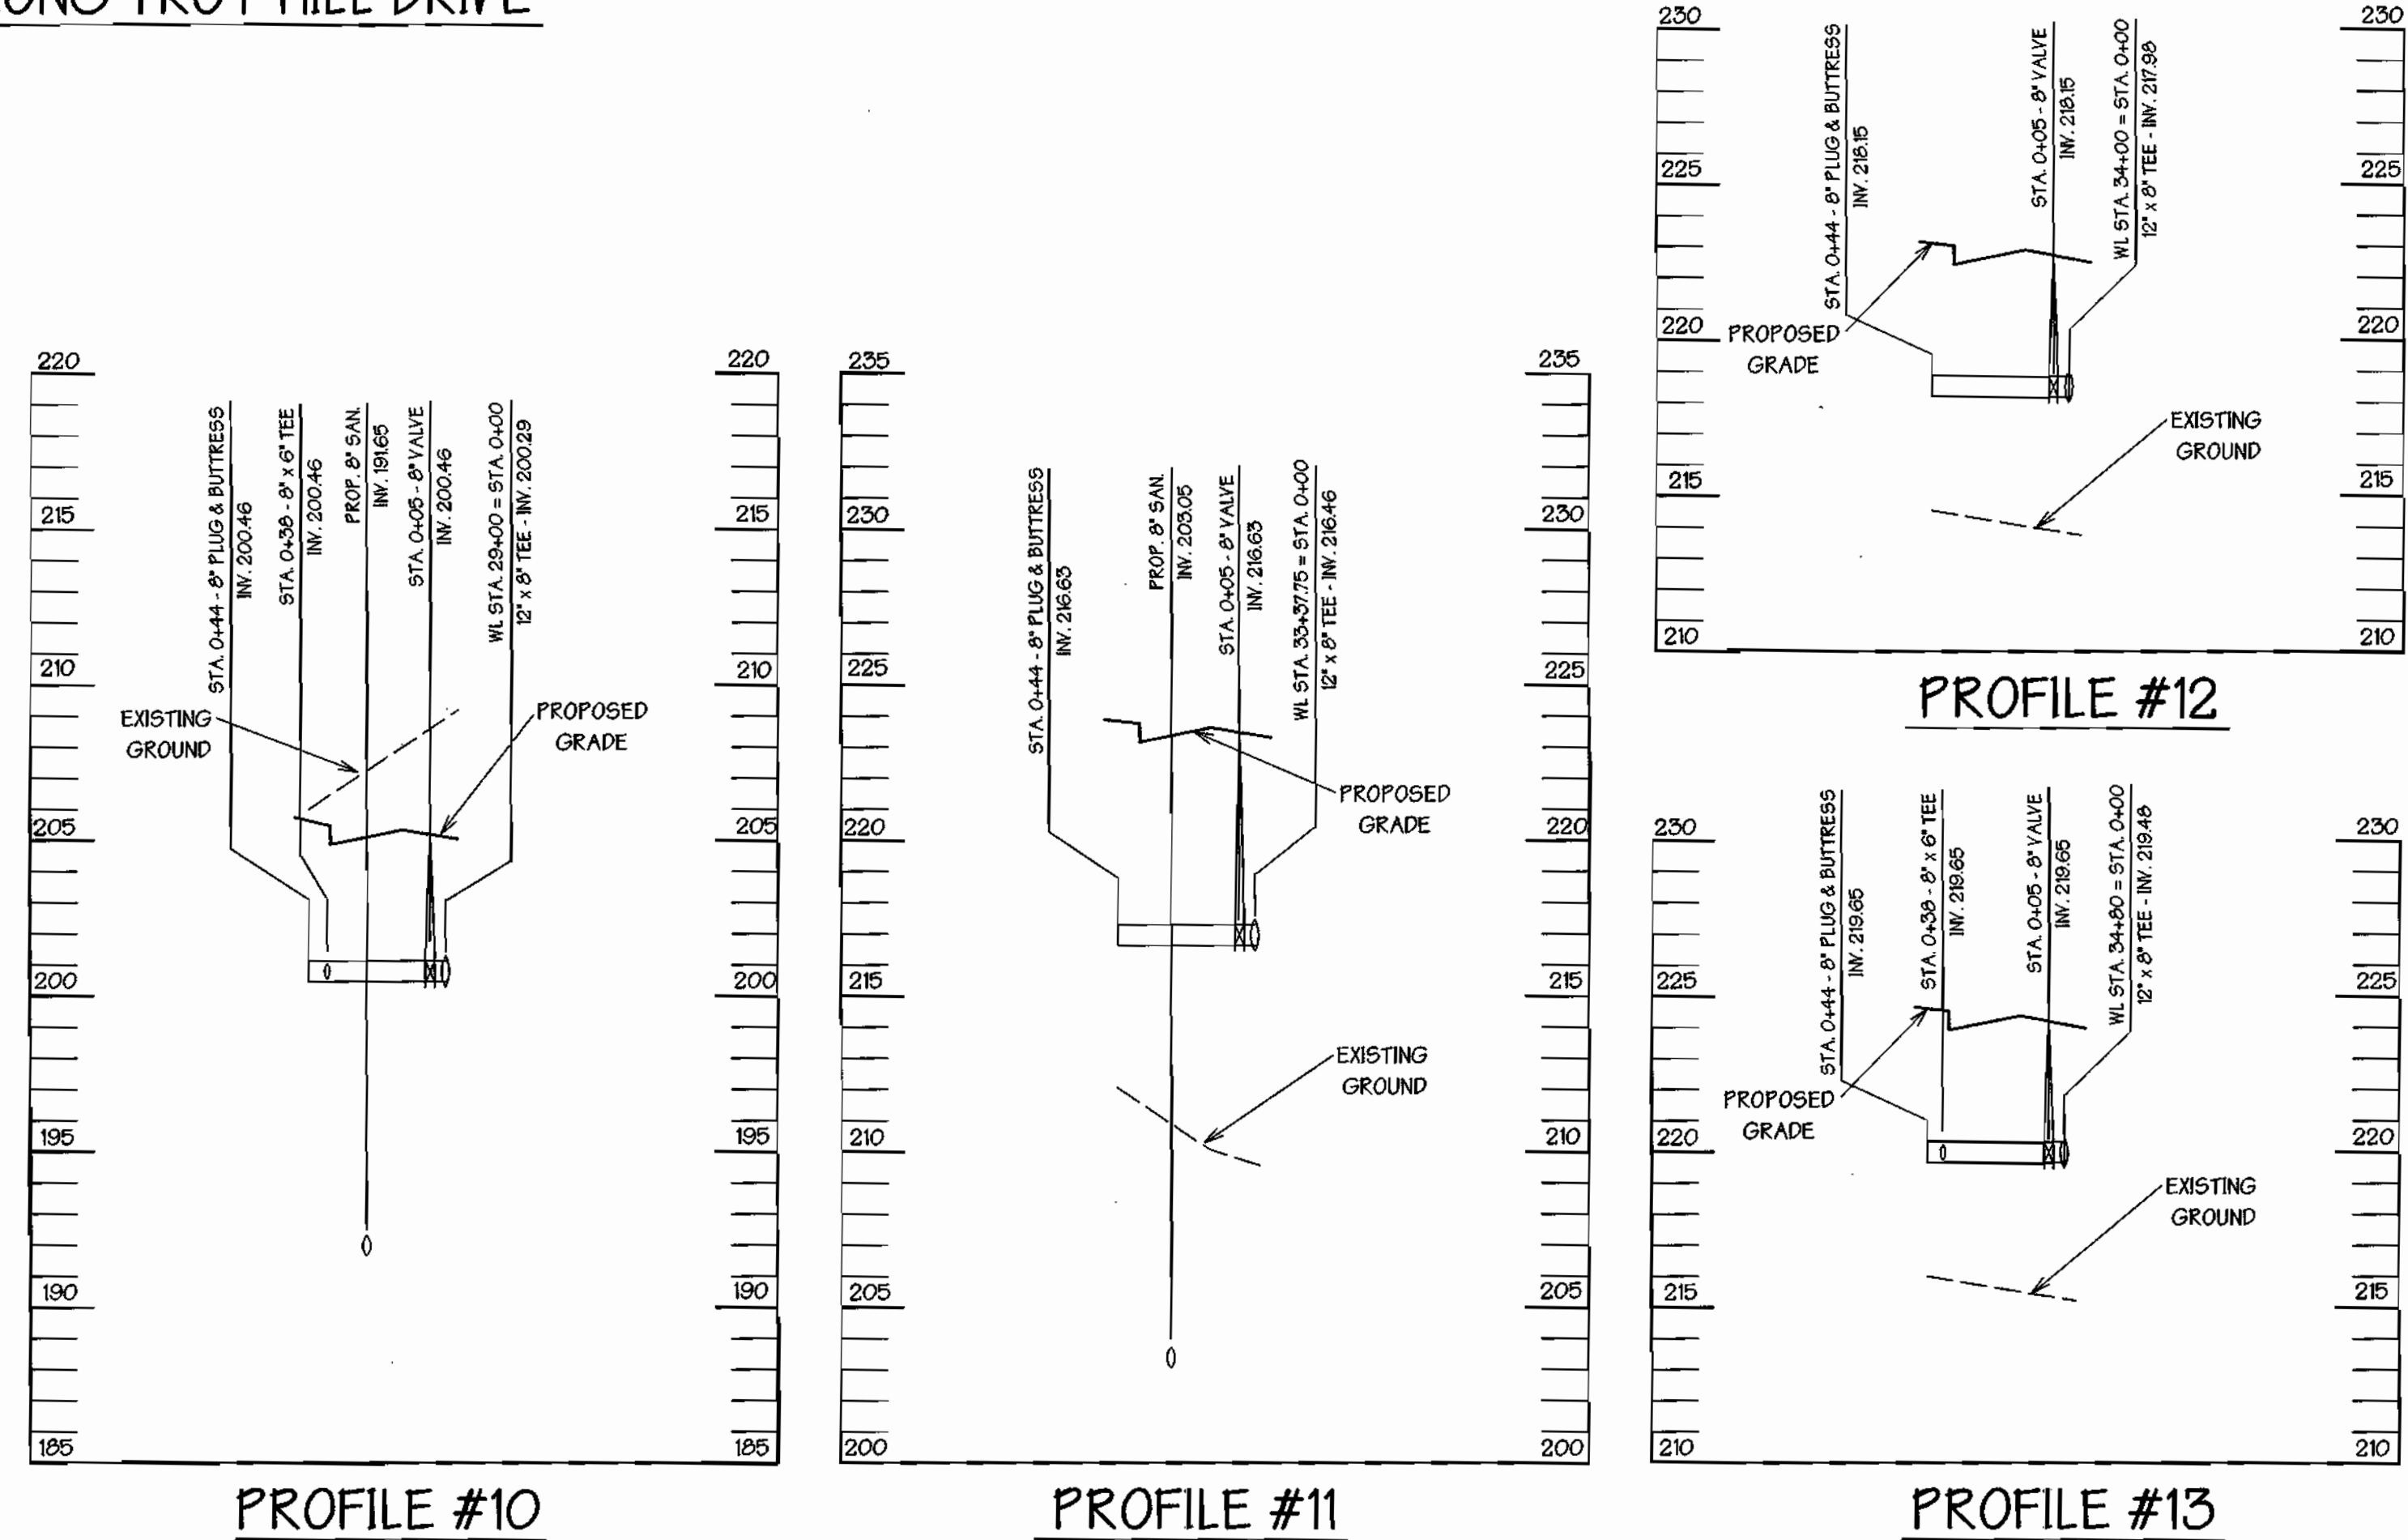 HILL DRIVE
220
220
215
215
210
210
205
205
200
200
195
195
190
190
185
185
STA. 0+44 - 8" PLUG & BUTTRESS
INV. 200.46
STA. 0+38 - 8" x 6" TEE
INV. 200.46
PROP. 8" SAN.
INV. 191.65
STA. 0+05 - 8" VALVE
INV. 200.46
WL STA. 29+00 = STA. 0+00
12" x 8" TEE - INV. 200.29
EXISTING
GROUND
PROPOSED
GRADE
PROFILE #10
235
235
230
230
225
225
220
220
215
215
210
210
205
205
200
200
STA. 0+44 - 8" PLUG & BUTTRESS
INV. 216.63
PROP. 8" SAN.
INV. 203.05
STA. 0+05 - 8" VALVE
INV. 216.63
WL STA. 33+37.75 = STA. 0+00
12" x 8" TEE - INV. 216.46
PROPOSED
GRADE
EXISTING
GROUND
PROFILE #11
230
230
225
225
220
220
215
215
210
210
STA. 0+44 - 8" PLUG & BUTTRESS
INV. 218.15
STA. 0+05 - 8" VALVE
INV. 218.15
WL STA. 34+00 = STA. 0+00
12" x 8" TEE - INV. 217.98
PROPOSED
GRADE
EXISTING
GROUND
PROFILE #12
230
230
225
225
220
220
215
215
210
210
STA. 0+44 - 8" PLUG & BUTTRESS
INV. 219.65
STA. 0+38 - 8" x 6" TEE
INV. 219.65
STA. 0+05 - 8" VALVE
INV. 219.65
WL STA. 34+80 = STA. 0+00
12" x 8" TEE - INV. 219.48
PROPOSED
GRADE
EXISTING
GROUND
PROFILE #13